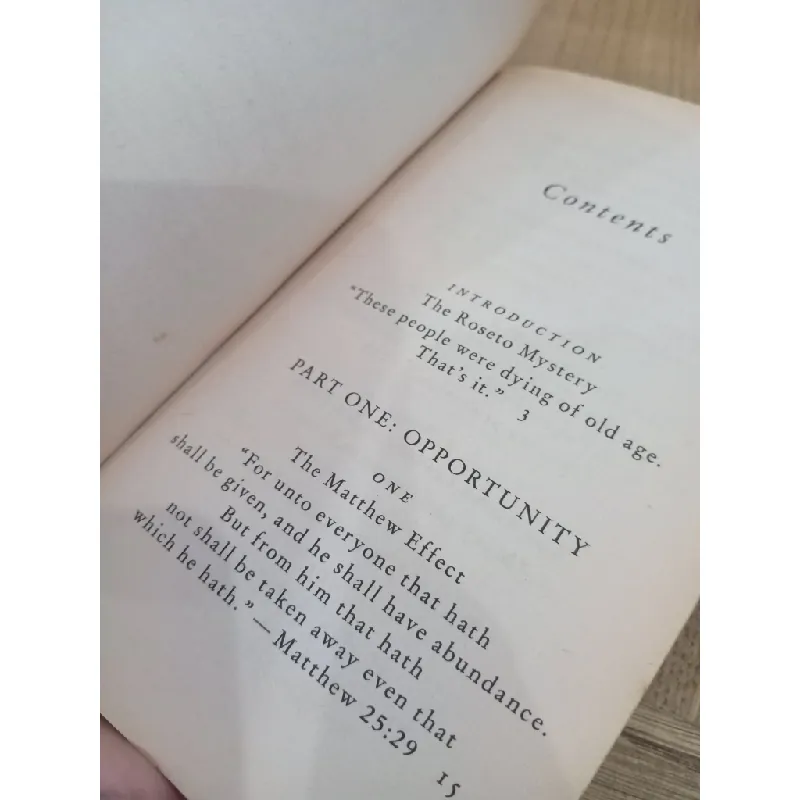 Contents
INTRODUCTION
The Roseto Mystery
"These people were dying of old age.
That's it." 3
PART ONE: OPPORTUNITY
ONE
The Matthew Effect
"For unto everyone that hath
shall be given, and he shall have abundance.
But from him that hath
not shall be taken away even that
which he hath." — Matthew 25:29 15